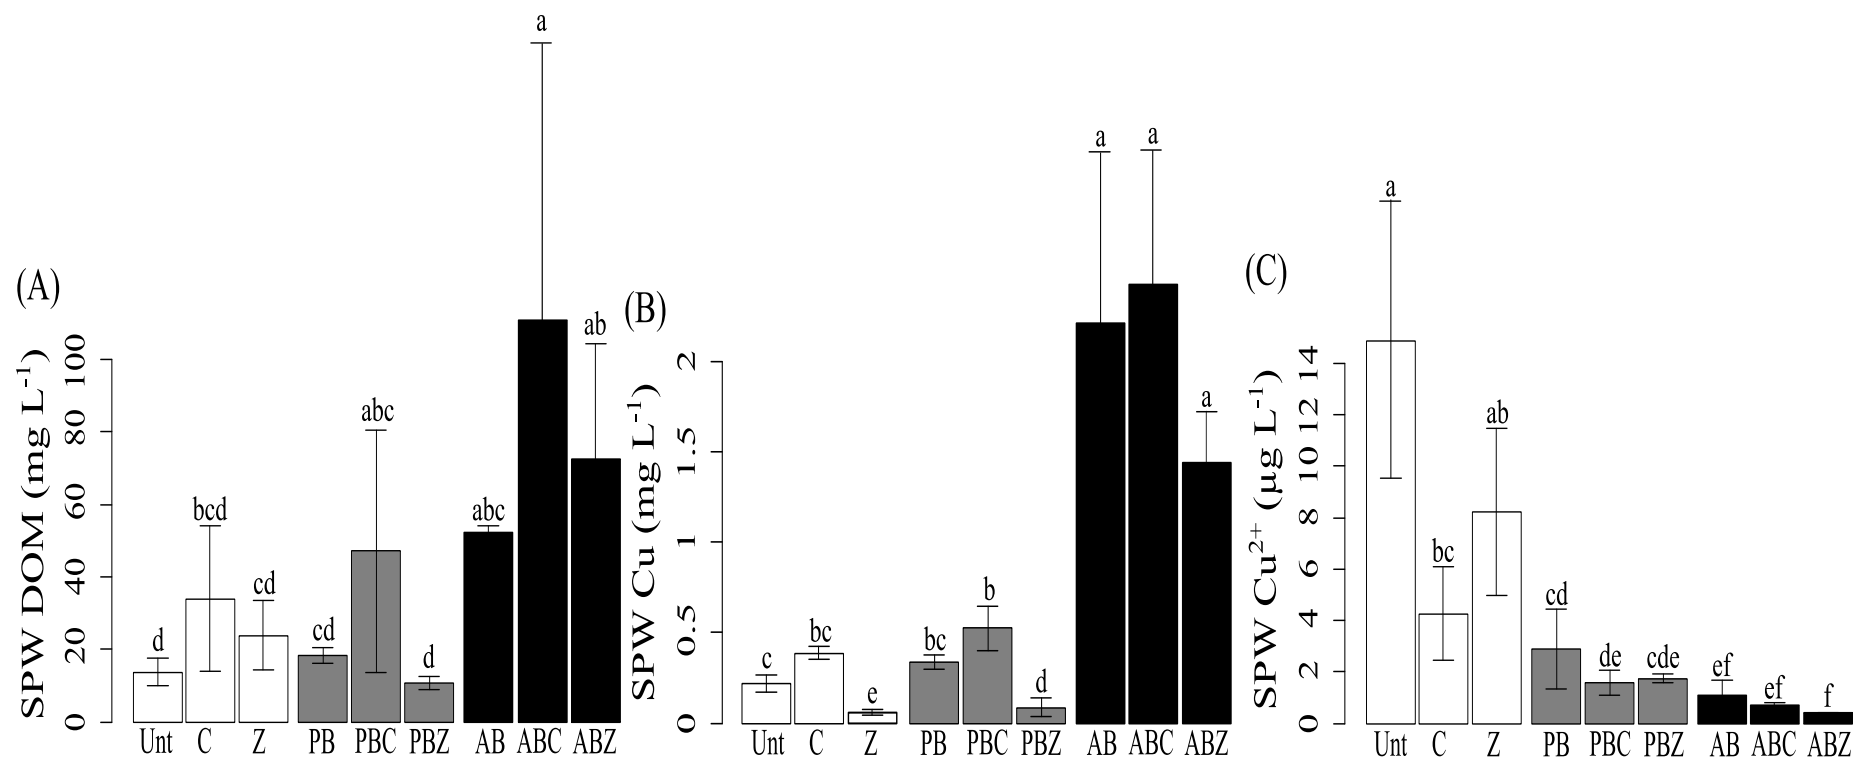 (A)
SPW DOM (mg L-1)
0 20 40 60 80 100
d bcd cd cd abc d abc a ab
Unt C Z PB PBC PBZ AB ABC ABZ
(B)
SPW Cu (mg L-1)
0 0.5 1 1.5 2
c bc e bc b d a a a
Unt C Z PB PBC PBZ AB ABC ABZ
(C)
SPW Cu2+ (µg L-1)
0 2 4 6 8 10 12 14
a bc ab cd de cde ef ef f
Unt C Z PB PBC PBZ AB ABC ABZ